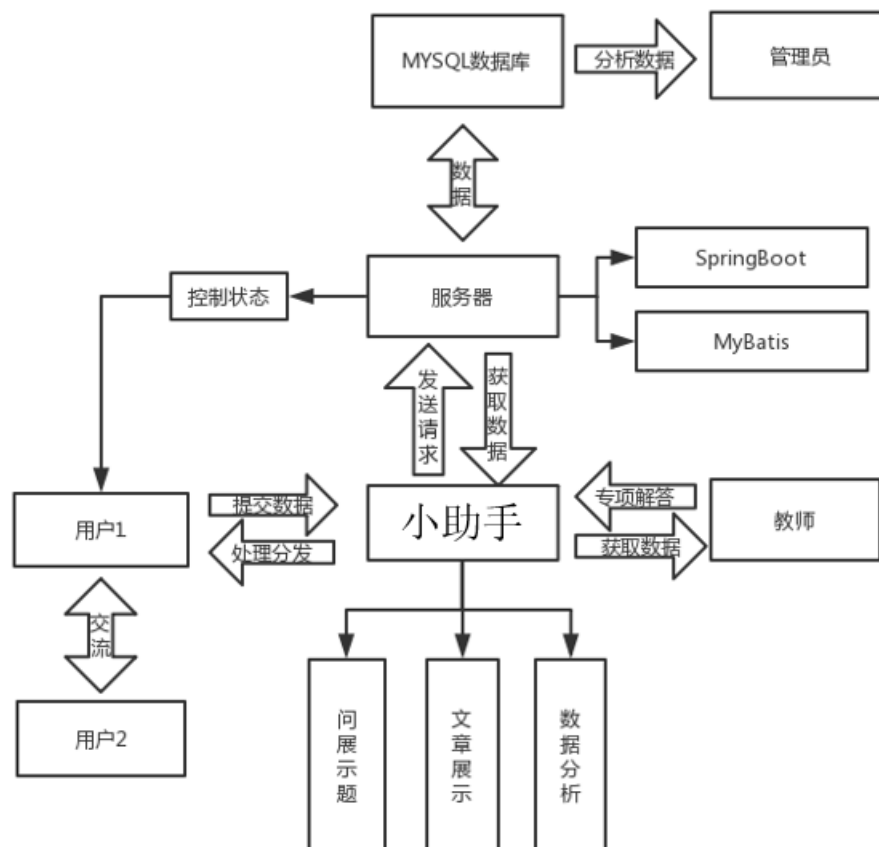 MYSQL数据库
分析数据
管理员
数据
SpringBoot
控制状态
服务器
MyBatis
发送请求
获取数据
用户1
提交数据
处理分发
小助手
专项解答
获取数据
教师
交流
用户2
问展示题
文章展示
数据分析